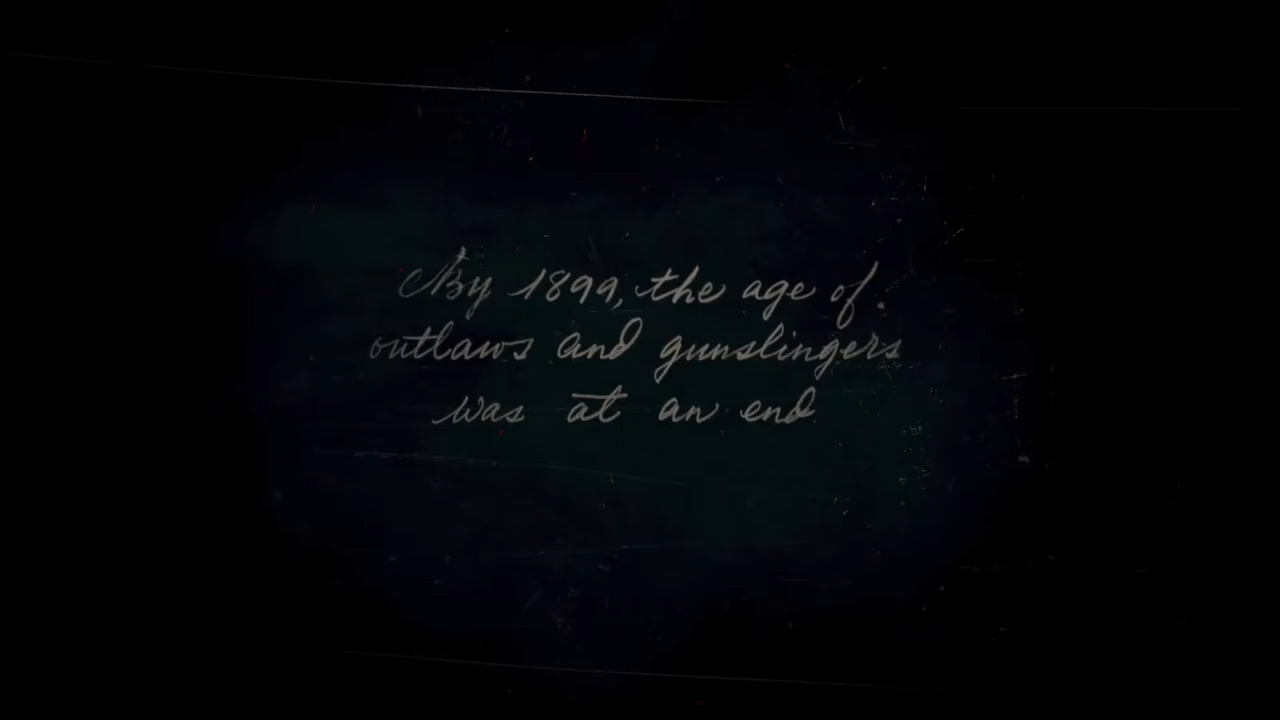 By 1899, the age of
outlaws and gunslingers
was at an end